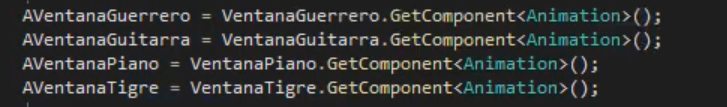 AVentanaGuerrero = VentanaGuerrero.GetComponent<Animation>();
AVentanaGuitarra = VentanaGuitarra.GetComponent<Animation>();
AVentanaPiano = VentanaPiano.GetComponent<Animation>();
AVentanaTigre = VentanaTigre.GetComponent<Animation>();